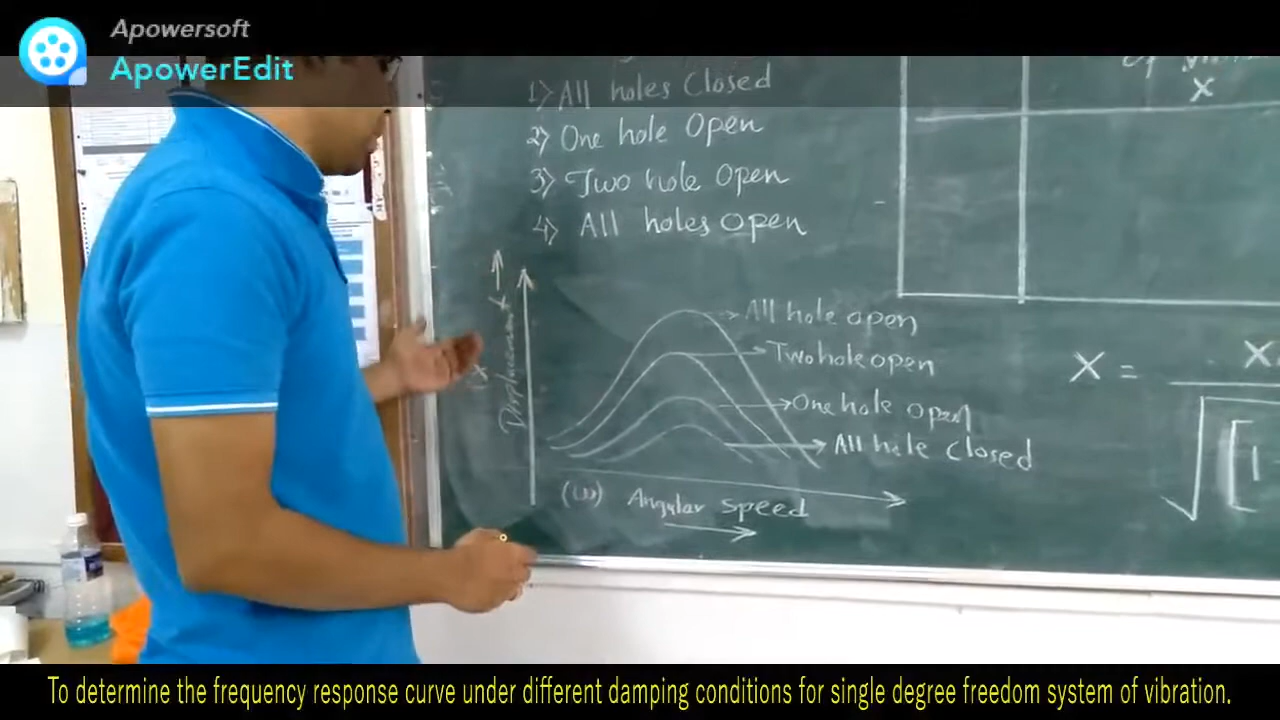 Apowersoft
ApowerEdit
1) All holes Closed
2) One hole Open
3) Two hole Open
4) All holes Open
X
Displacement
X
All hole open
Two hole open
One hole open
All hole closed
(ω) Angular speed
X =
X
[1
To determine the frequency response curve under different damping conditions for single degree freedom system of vibration.